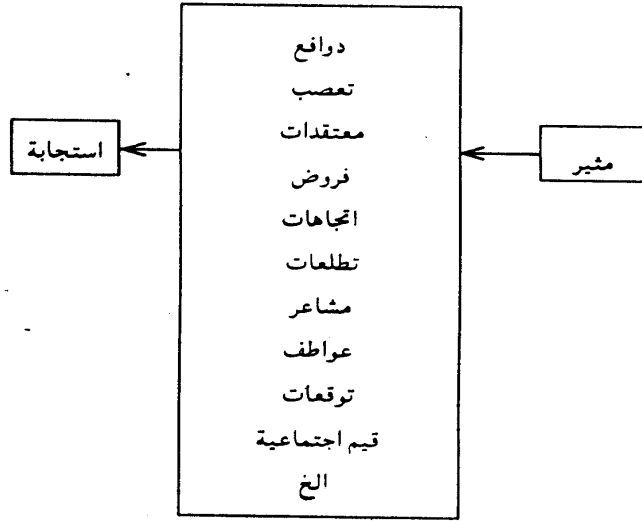 مثير
دوافع
تعصب
معتقدات
فروض
اتجاهات
تطلعات
مشاعر
عواطف
توقعات
قيم اجتماعية
الخ
استجابة